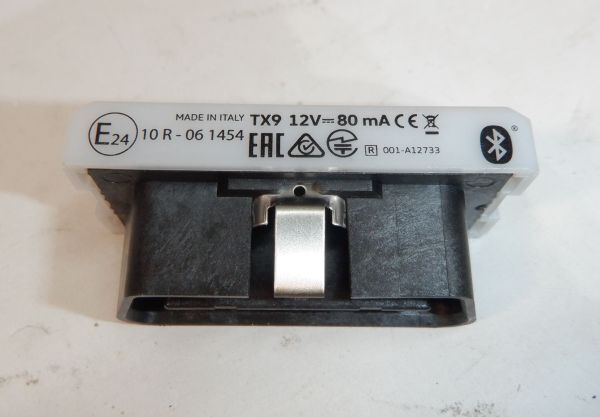 MADE IN ITALY TX9 12V⎓80 mA CE
E24 10 R - 06 1454 EAC R 001-A12733
®